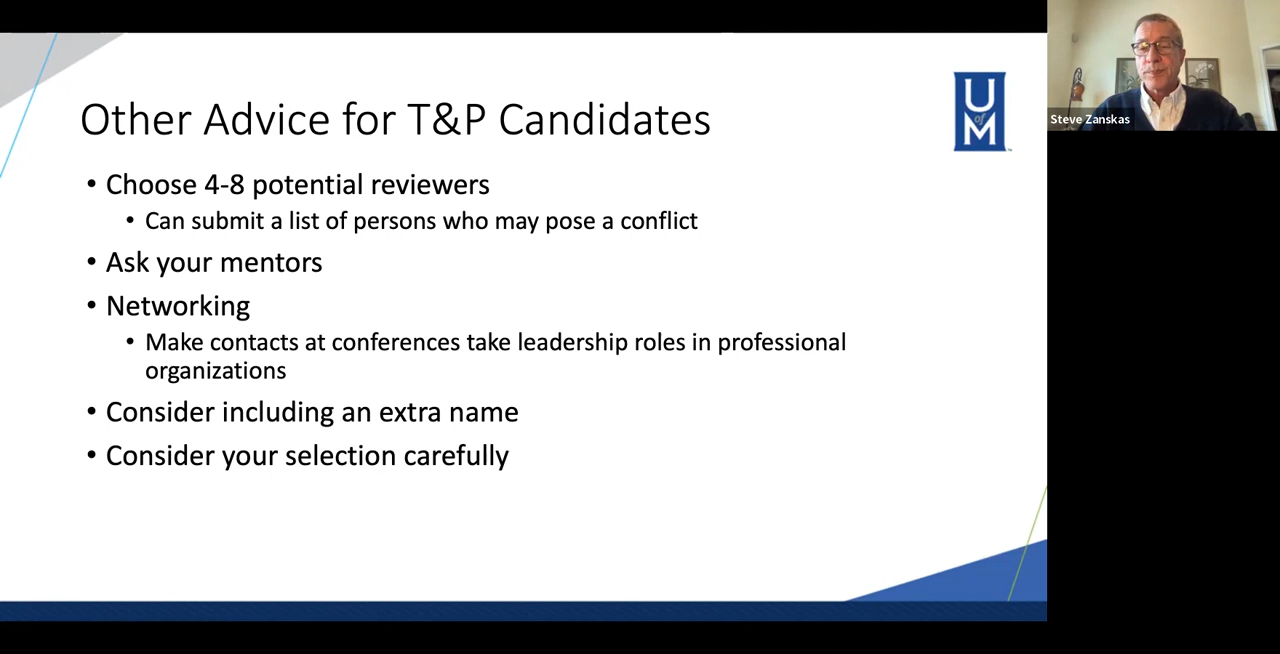 Other Advice for T&P Candidates
U
of
M
™
Steve Zanskas
• Choose 4-8 potential reviewers
• Can submit a list of persons who may pose a conflict
• Ask your mentors
• Networking
• Make contacts at conferences take leadership roles in professional
organizations
• Consider including an extra name
• Consider your selection carefully